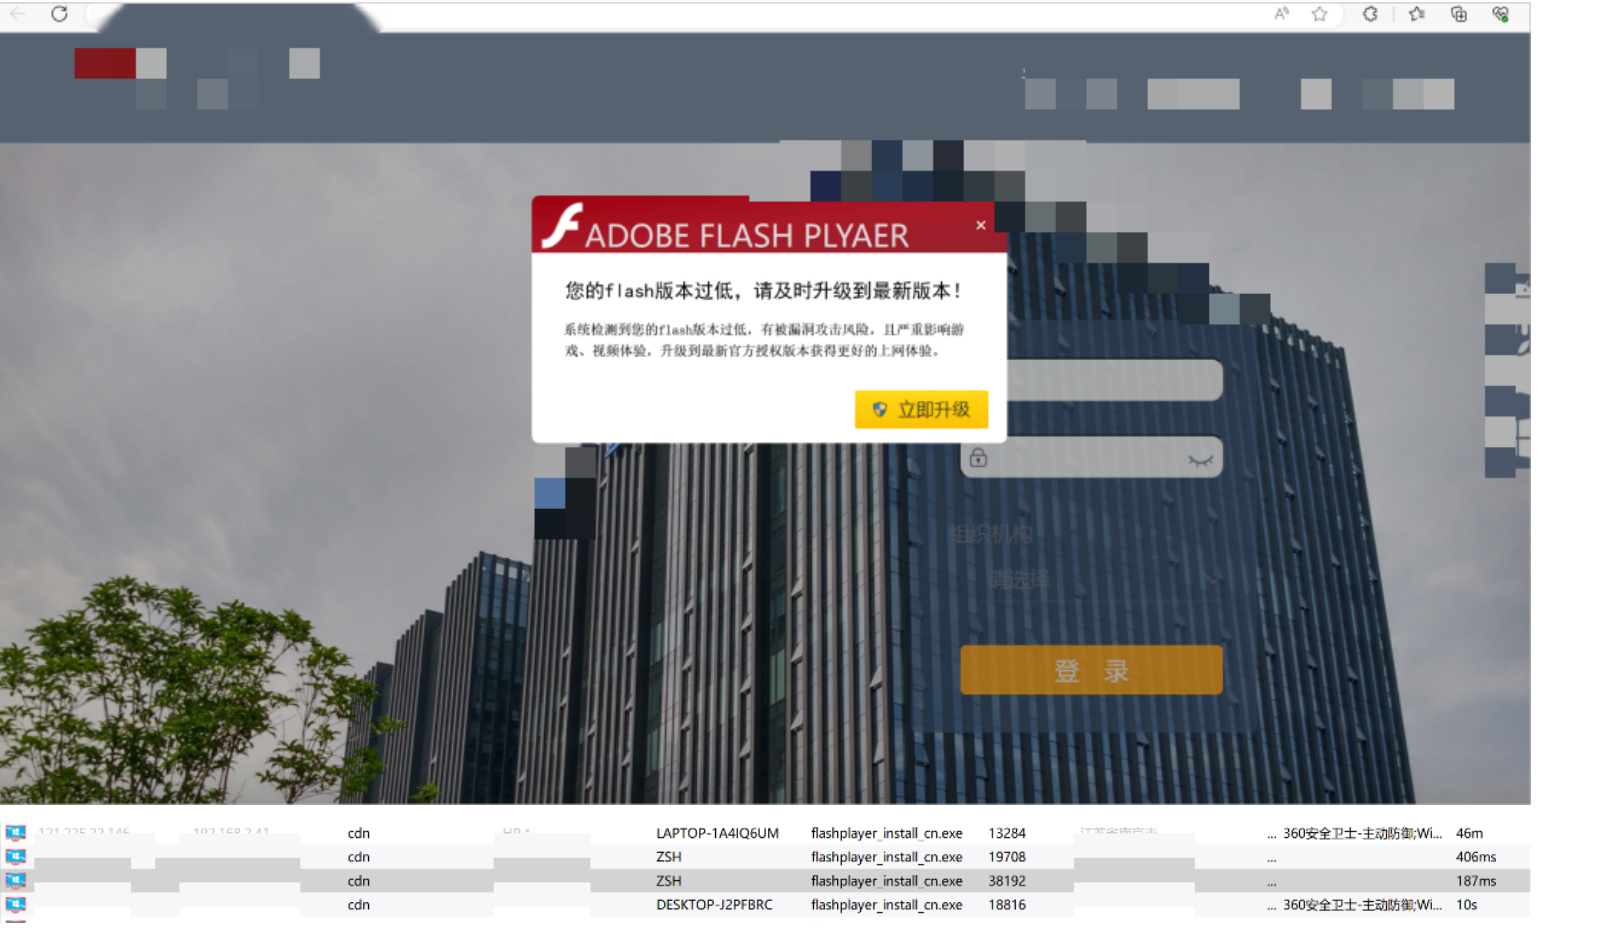 ADOBE FLASH PLYAER
您的flash版本过低，请及时升级到最新版本！
系统检测到您的flash版本过低，有被漏洞攻击风险，且严重影响游
戏、视频体验，升级到最新官方授权版本获得更好的上网体验。
立即升级
组织机构
请选择
登 录
cdn LAPTOP-1A4IQ6UM flashplayer_install_cn.exe 13284 ... 360安全卫士-主动防御;Wi... 46m
cdn ZSH flashplayer_install_cn.exe 19708 ... 406ms
cdn ZSH flashplayer_install_cn.exe 38192 ... 187ms
cdn DESKTOP-J2PFBRC flashplayer_install_cn.exe 18816 ... 360安全卫士-主动防御;Wi... 10s